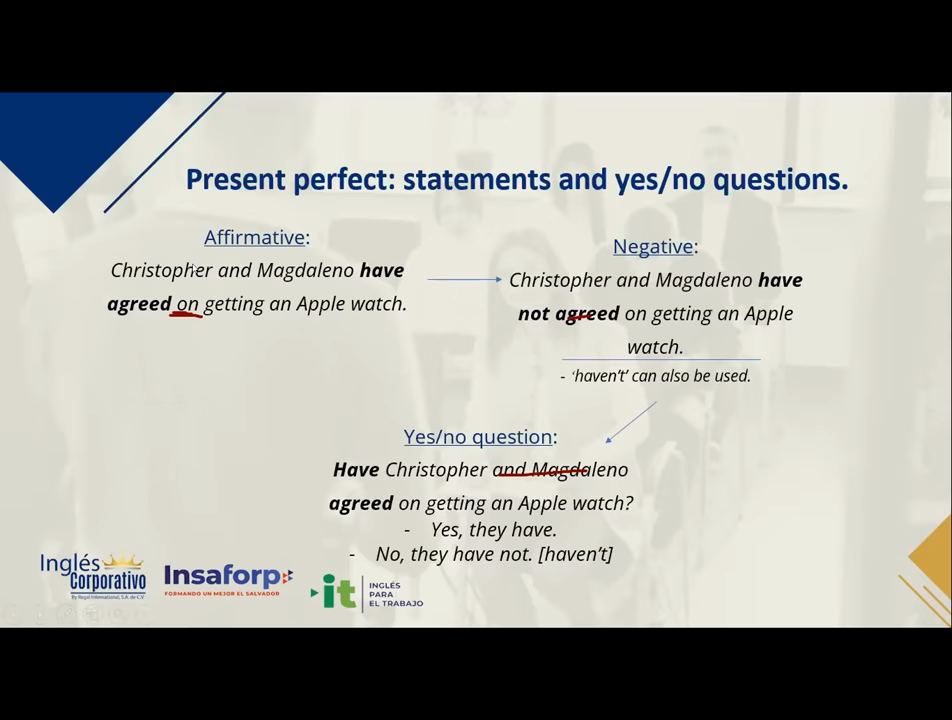 Present perfect: statements and yes/no questions.
Affirmative:
Christopher and Magdaleno have
agreed on getting an Apple watch.
Negative:
Christopher and Magdaleno have
not agreed on getting an Apple
watch.
- ‘haven’t’ can also be used.
Yes/no question:
Have Christopher and Magdaleno
agreed on getting an Apple watch?
- Yes, they have.
- No, they have not. [haven’t]
Inglés
Corporativo
By Regal International, S.A. de C.V
Insaforp
FORMANDO UN MEJOR EL SALVADOR
it
INGLÉS
PARA
EL TRABAJO